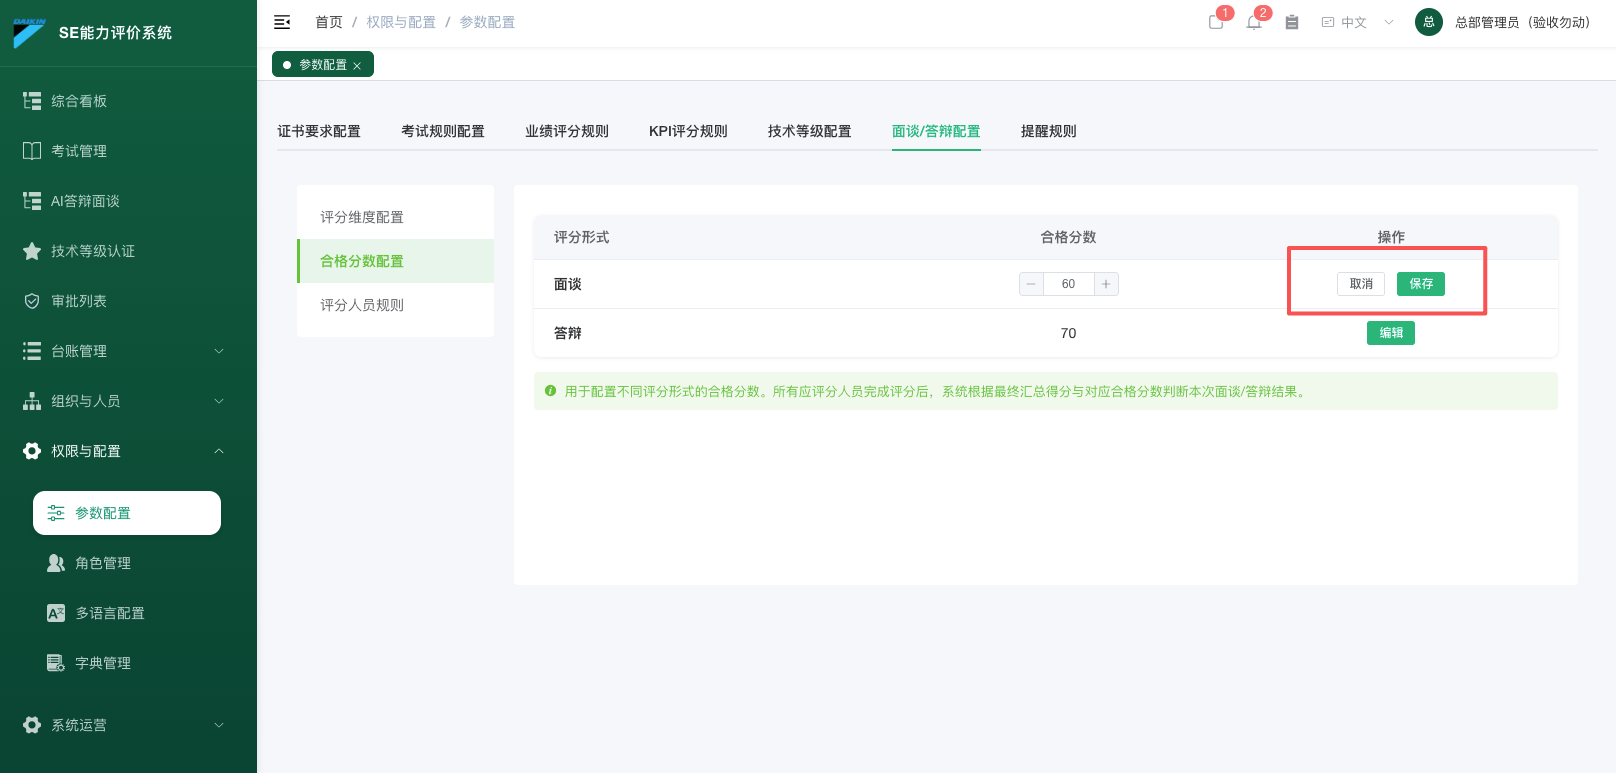 DAIKIN
SE能力评价系统
首页 / 权限与配置 / 参数配置
1
2
中文
总
总部管理员（验收勿动）
参数配置
综合看板
考试管理
AI答辩面谈
技术等级认证
审批列表
台账管理
组织与人员
权限与配置
参数配置
角色管理
多语言配置
字典管理
系统运营
证书要求配置 考试规则配置 业绩评分规则 KPI评分规则 技术等级配置 面谈/答辩配置 提醒规则
评分维度配置
合格分数配置
评分人员规则
评分形式 合格分数 操作
面谈 － 60 ＋ 取消 保存
答辩 70 编辑
用于配置不同评分形式的合格分数。所有应评分人员完成评分后，系统根据最终汇总得分与对应合格分数判断本次面谈/答辩结果。